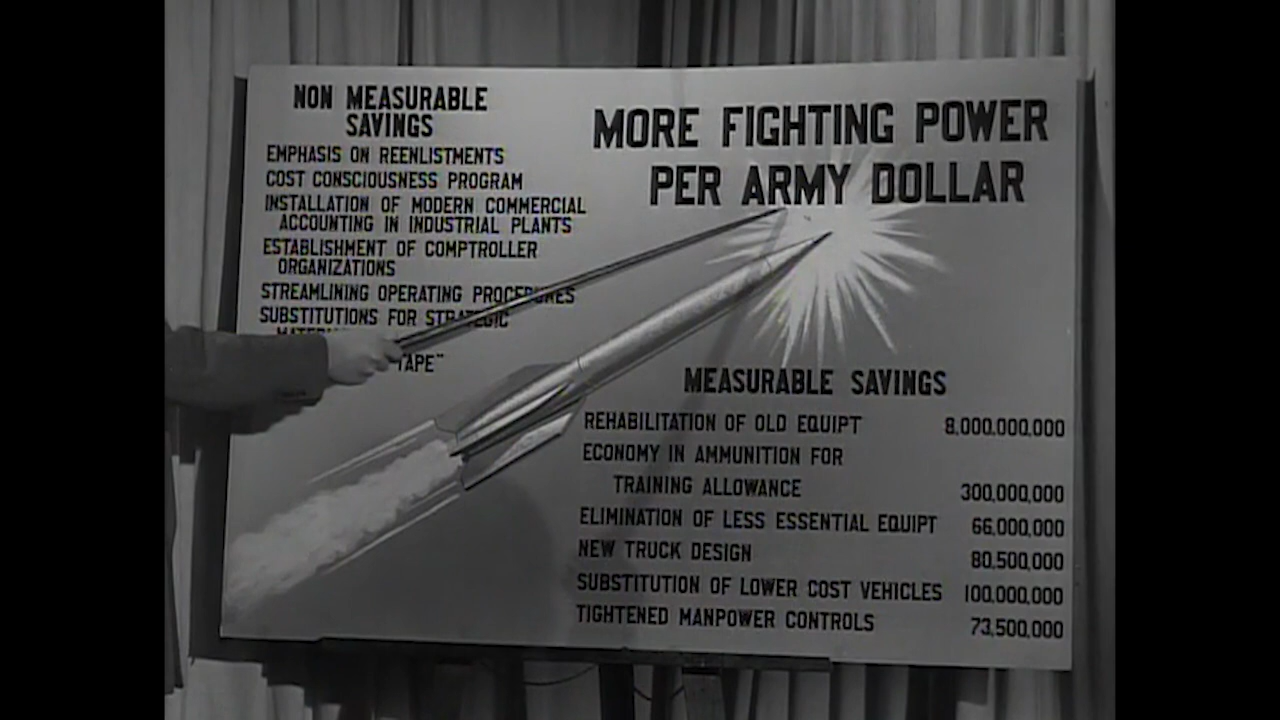 NON MEASURABLE
SAVINGS
EMPHASIS ON REENLISTMENTS
COST CONSCIOUSNESS PROGRAM
INSTALLATION OF MODERN COMMERCIAL
ACCOUNTING IN INDUSTRIAL PLANTS
ESTABLISHMENT OF COMPTROLLER
ORGANIZATIONS
STREAMLINING OPERATING PROCEDURES
SUBSTITUTIONS FOR STRATEGIC
TAPE"
MORE FIGHTING POWER
PER ARMY DOLLAR
MEASURABLE SAVINGS
REHABILITATION OF OLD EQUIPT 8,000,000,000
ECONOMY IN AMMUNITION FOR
TRAINING ALLOWANCE 300,000,000
ELIMINATION OF LESS ESSENTIAL EQUIPT 66,000,000
NEW TRUCK DESIGN 80,500,000
SUBSTITUTION OF LOWER COST VEHICLES 100,000,000
TIGHTENED MANPOWER CONTROLS 73,500,000